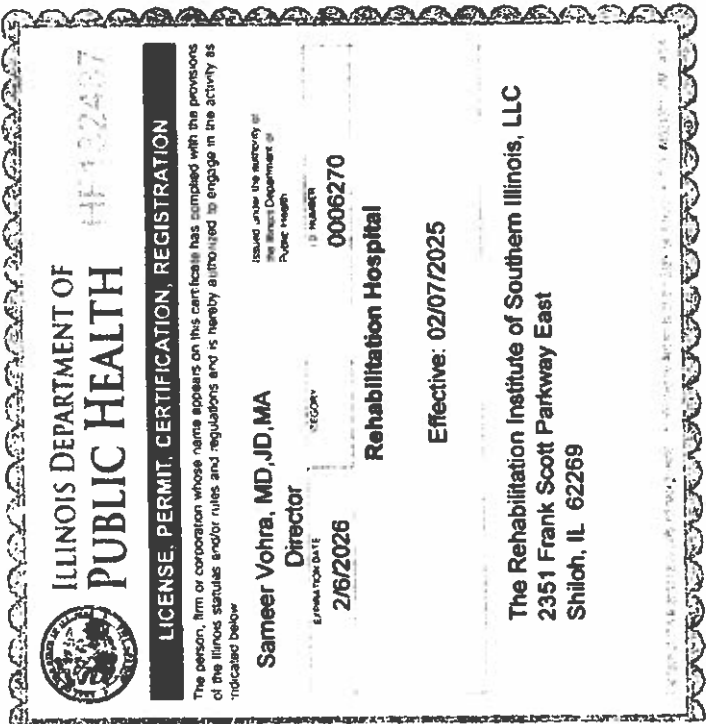 ILLINOIS DEPARTMENT OF
PUBLIC HEALTH
HF132407
LICENSE, PERMIT, CERTIFICATION, REGISTRATION
The person, firm or corporation whose name appears on this certificate has complied with the provisions
of the Illinois statutes and/or rules and regulations and is hereby authorized to engage in the activity as
indicated below
Sameer Vohra, MD,JD,MA
Director
Issued under the authority of
the Illinois Department of
Public Health
EXPIRATION DATE
CATEGORY
I D NUMBER
2/6/2026
0006270
Rehabilitation Hospital
Effective: 02/07/2025
The Rehabilitation Institute of Southern Illinois, LLC
2351 Frank Scott Parkway East
Shiloh, IL 62269